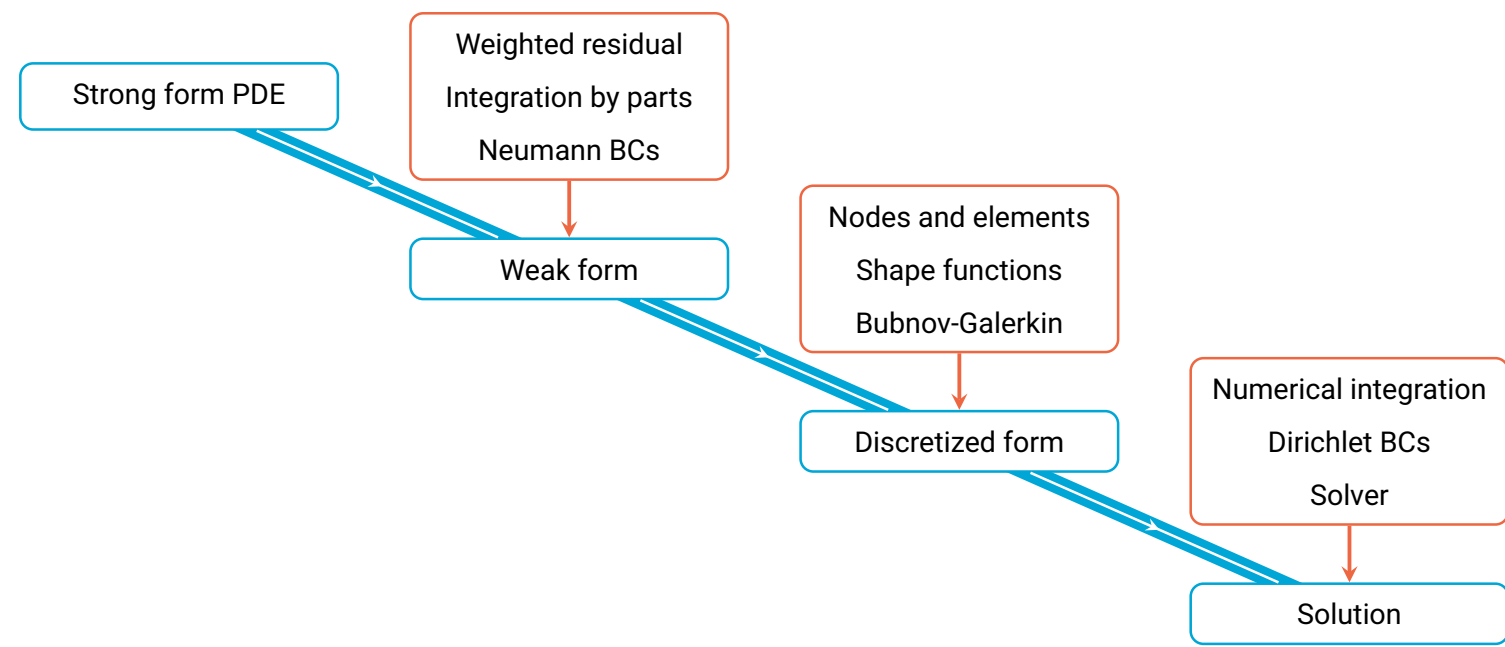 Strong form PDE
Weighted residual
Integration by parts
Neumann BCs
Weak form
Nodes and elements
Shape functions
Bubnov-Galerkin
Discretized form
Numerical integration
Dirichlet BCs
Solver
Solution